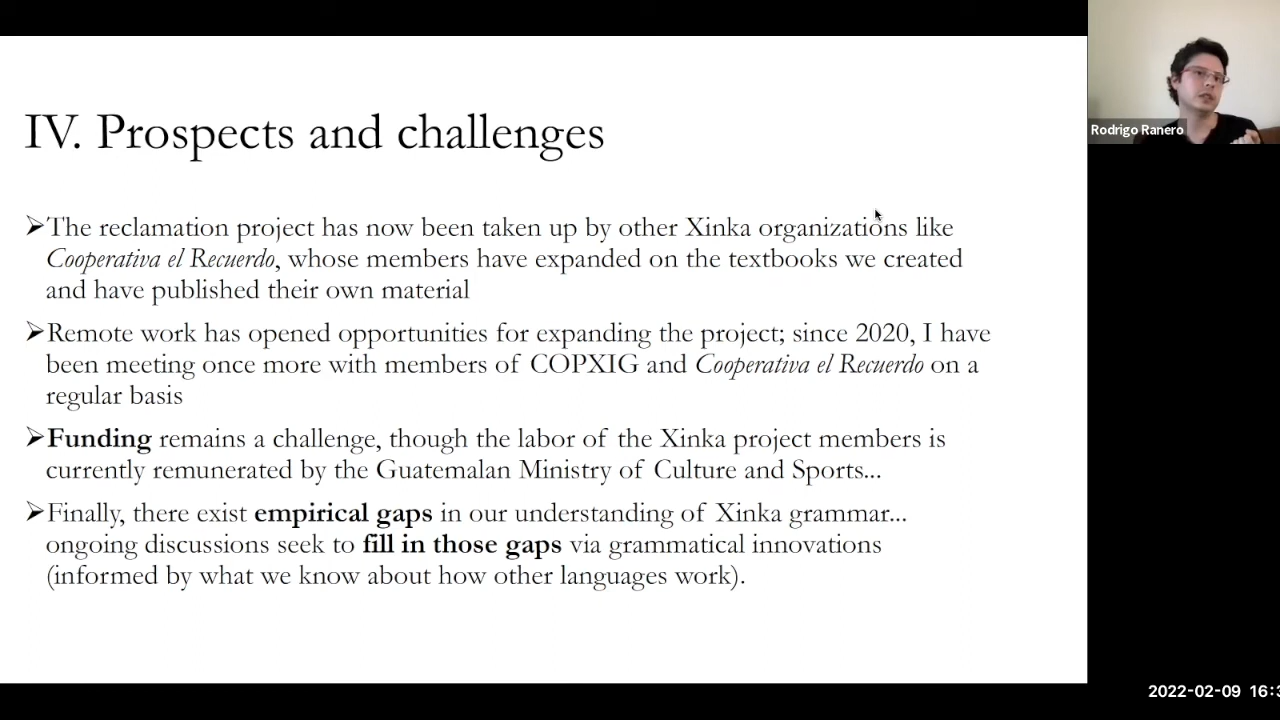 IV. Prospects and challenges
Rodrigo Ranero
➢The reclamation project has now been taken up by other Xinka organizations like
Cooperativa el Recuerdo, whose members have expanded on the textbooks we created
and have published their own material
➢Remote work has opened opportunities for expanding the project; since 2020, I have
been meeting once more with members of COPXIG and Cooperativa el Recuerdo on a
regular basis
➢Funding remains a challenge, though the labor of the Xinka project members is
currently remunerated by the Guatemalan Ministry of Culture and Sports...
➢Finally, there exist empirical gaps in our understanding of Xinka grammar...
ongoing discussions seek to fill in those gaps via grammatical innovations
(informed by what we know about how other languages work).
2022-02-09 16:3